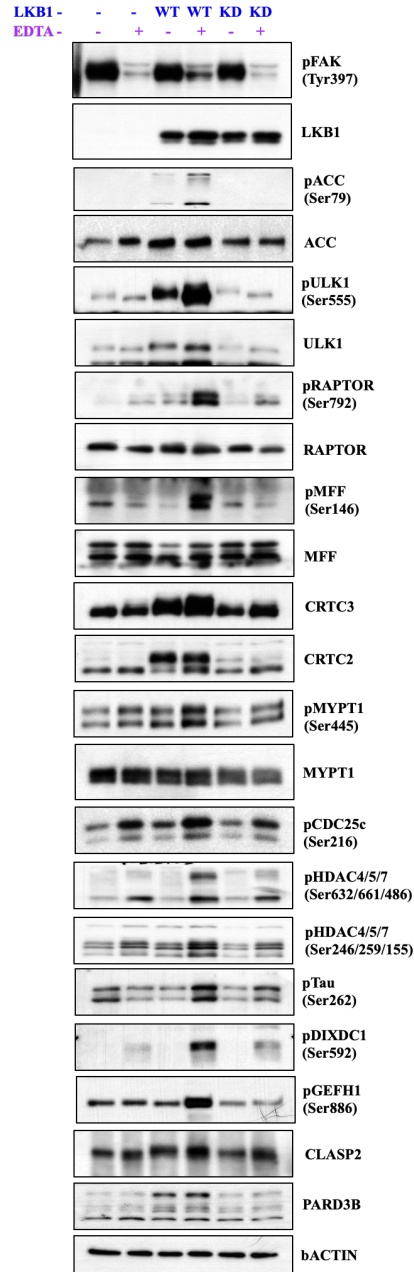 LKB1 - - - WT WT KD KD
EDTA - - + - + - +
pFAK
(Tyr397)
LKB1
pACC
(Ser79)
ACC
pULK1
(Ser555)
ULK1
pRAPTOR
(Ser792)
RAPTOR
pMFF
(Ser146)
MFF
CRTC3
CRTC2
pMYPT1
(Ser445)
MYPT1
pCDC25c
(Ser216)
pHDAC4/5/7
(Ser632/661/486)
pHDAC4/5/7
(Ser246/259/155)
pTau
(Ser262)
pDIXDC1
(Ser592)
pGEFH1
(Ser886)
CLASP2
PARD3B
bACTIN